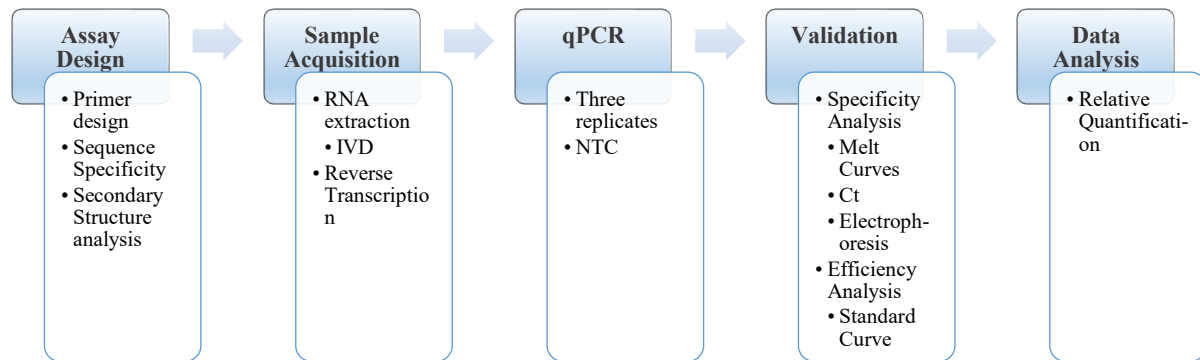 Assay
Design
• Primer
design
• Sequence
Specificity
• Secondary
Structure
analysis
Sample
Acquisition
• RNA
extraction
• IVD
• Reverse
Transcriptio
n
qPCR
• Three
replicates
• NTC
Validation
• Specificity
Analysis
• Melt
Curves
• Ct
• Electroph-
oresis
• Efficiency
Analysis
• Standard
Curve
Data
Analysis
• Relative
Quantificati-
on